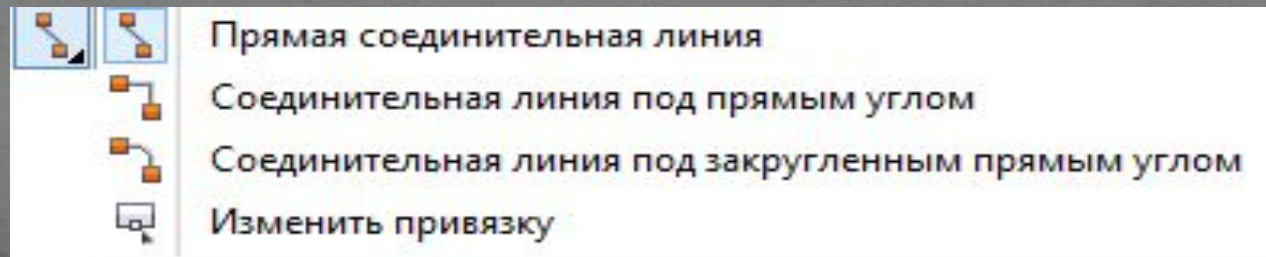 Прямая соединительная линия
Соединительная линия под прямым углом
Соединительная линия под закругленным прямым углом
Изменить привязку